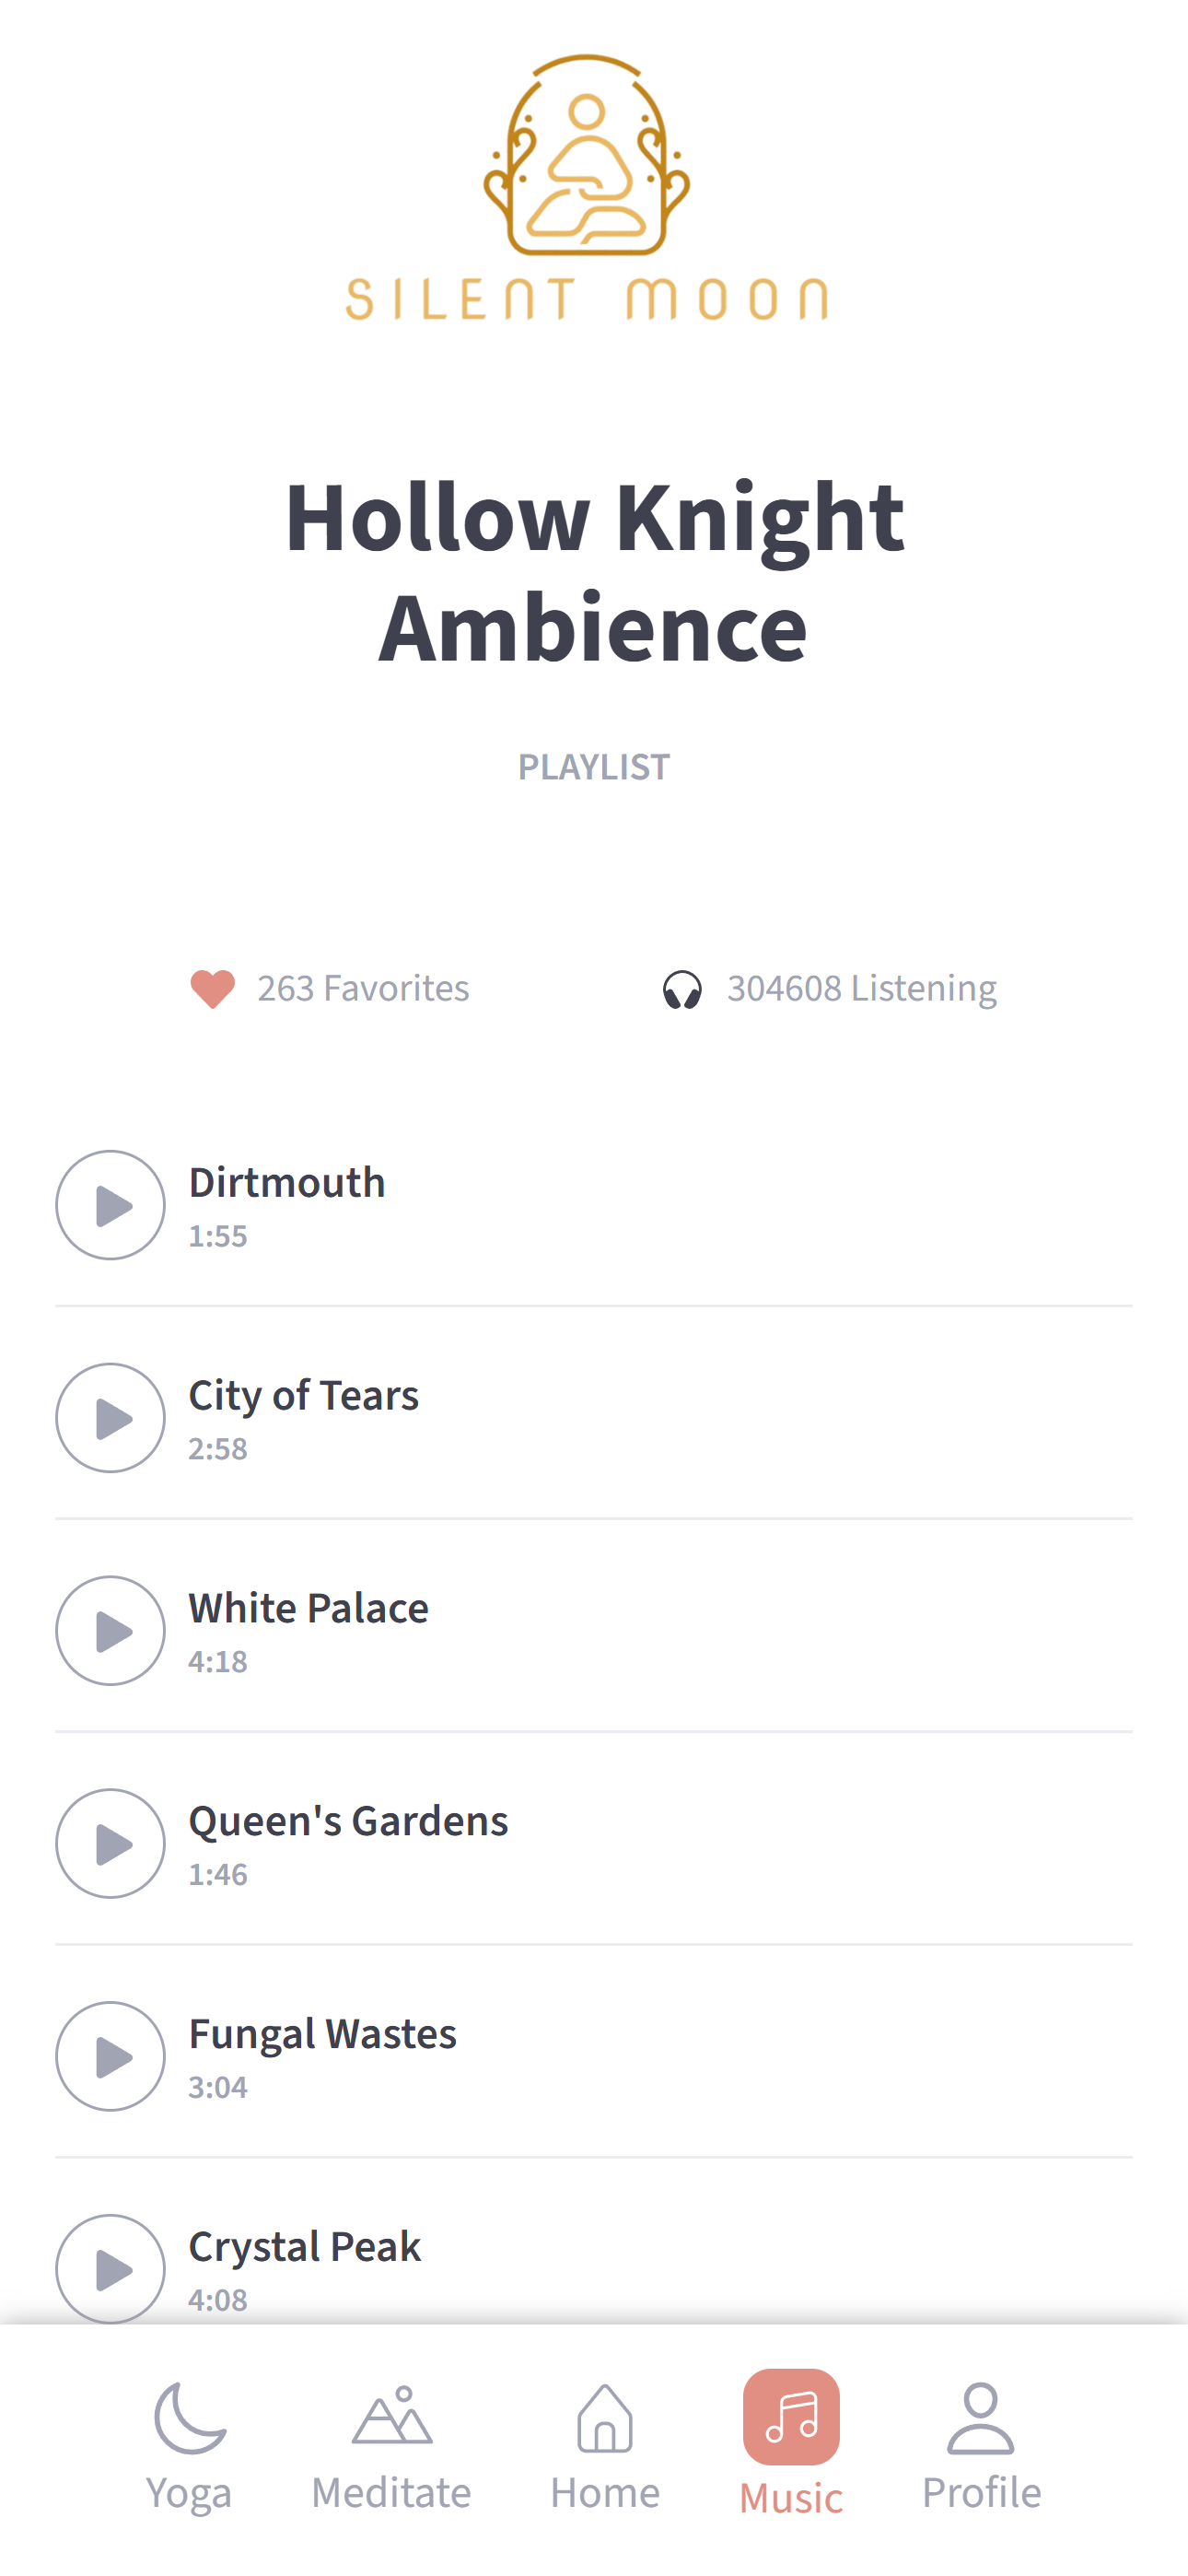 SILENT MOON
Hollow Knight
Ambience
PLAYLIST
263 Favorites
304608 Listening
Dirtmouth
1:55
City of Tears
2:58
White Palace
4:18
Queen's Gardens
1:46
Fungal Wastes
3:04
Crystal Peak
4:08
Yoga
Meditate
Home
Music
Profile